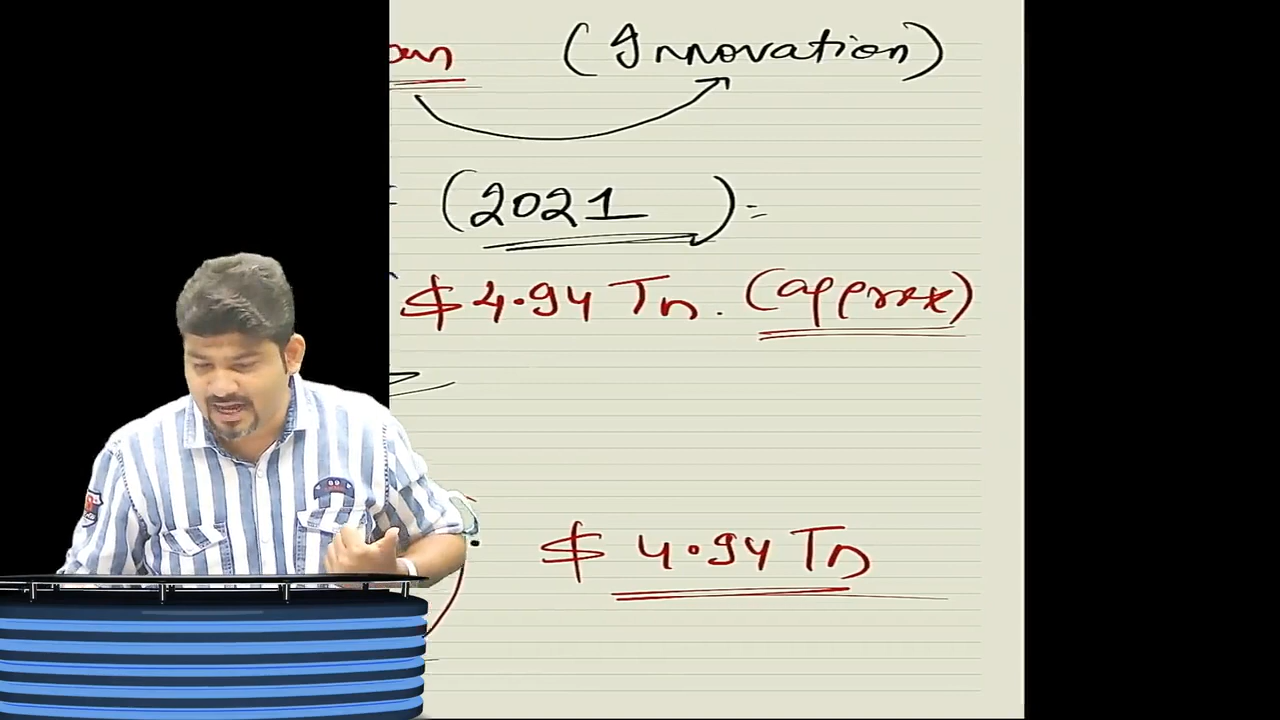 (Innovation)
(2021 ) =
$ 4.94 Tn. (approx)
$ 4.94 Tn